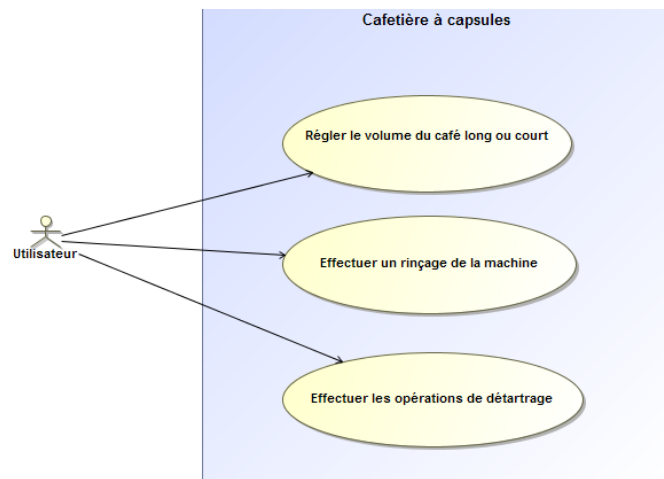 Cafetière à capsules
Régler le volume du café long ou court
Utilisateur
Effectuer un rinçage de la machine
Effectuer les opérations de détartrage